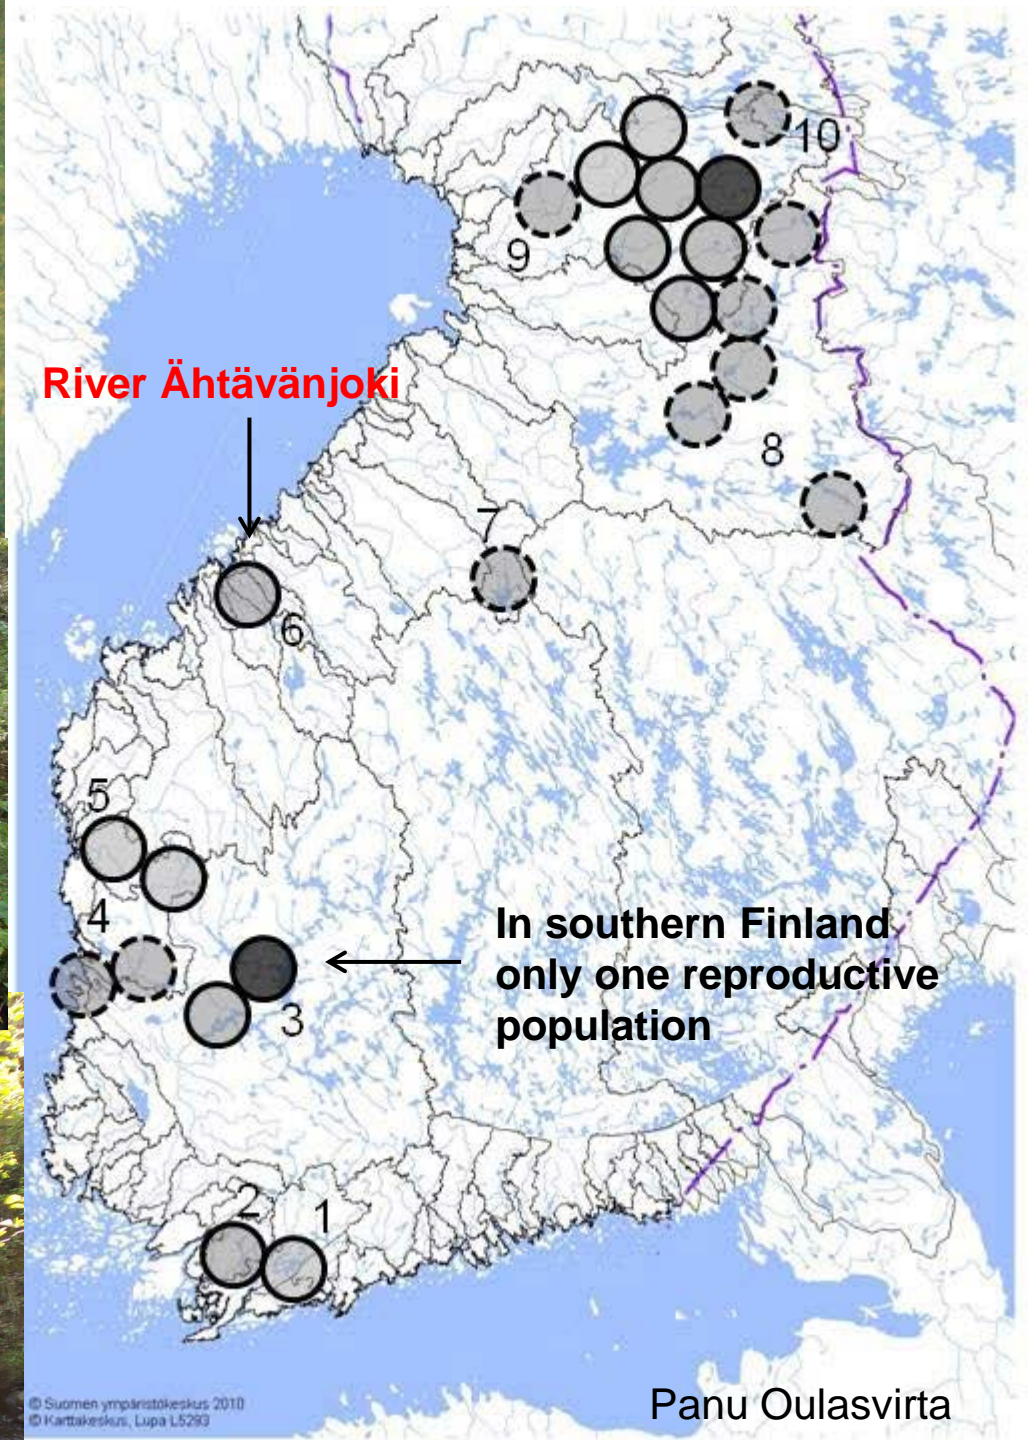 10
9
River Ähtävänjoki
8
7
6
5
4
In southern Finland
only one reproductive
population
3
2
1
© Suomen ympäristökeskus 2010
© Karttakeskus, Lupa L5293
Panu Oulasvirta